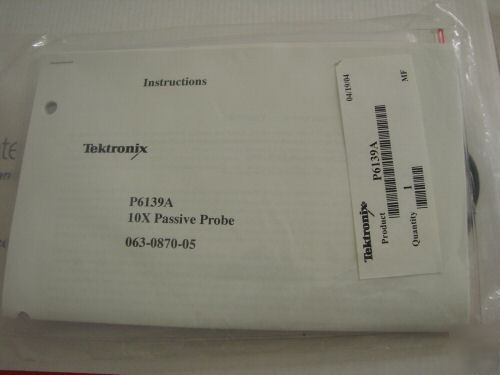 Instructions
Tektronix
P6139A
10X Passive Probe
063-0870-05
04/19/04
MF
Tektronix
Product P6139A
Quantity 1